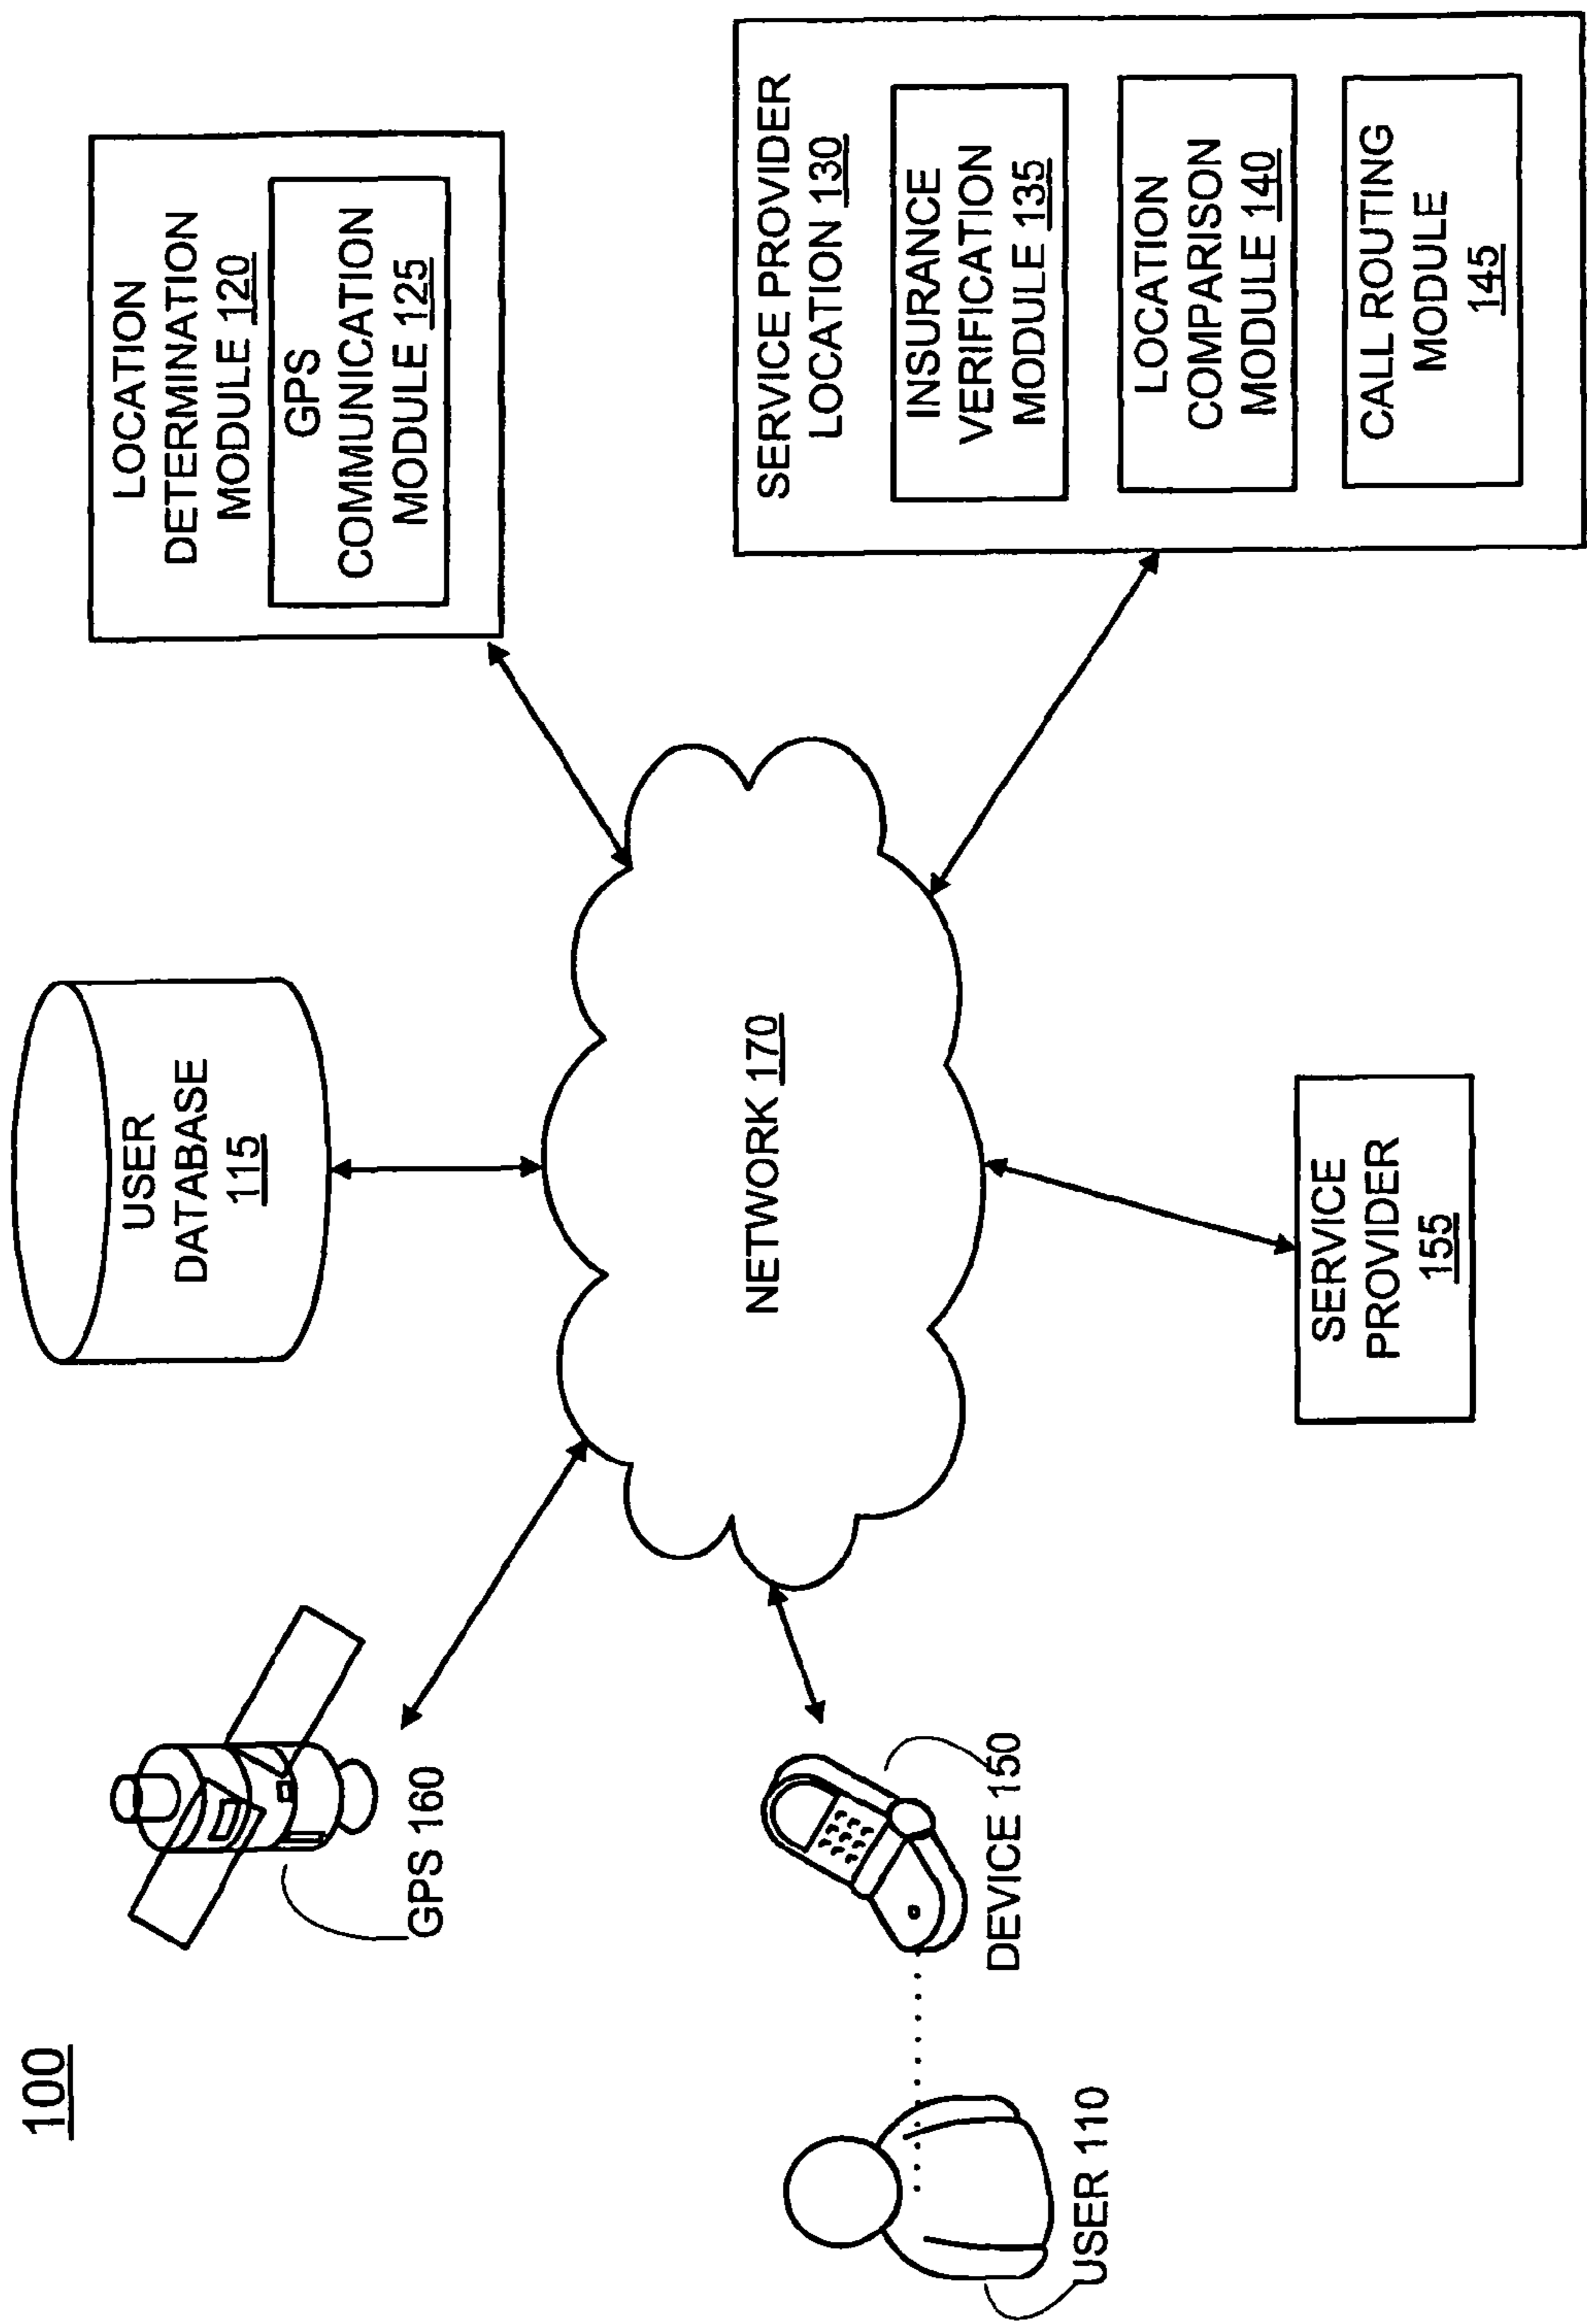 100
GPS 160
USER
DATABASE
115
LOCATION
DETERMINATION
MODULE 120
GPS
COMMUNICATION
MODULE 125
NETWORK 170
USER 110
DEVICE 150
SERVICE
PROVIDER
155
SERVICE PROVIDER
LOCATION 130
INSURANCE
VERIFICATION
MODULE 135
LOCATION
COMPARISON
MODULE 140
CALL ROUTING
MODULE
145